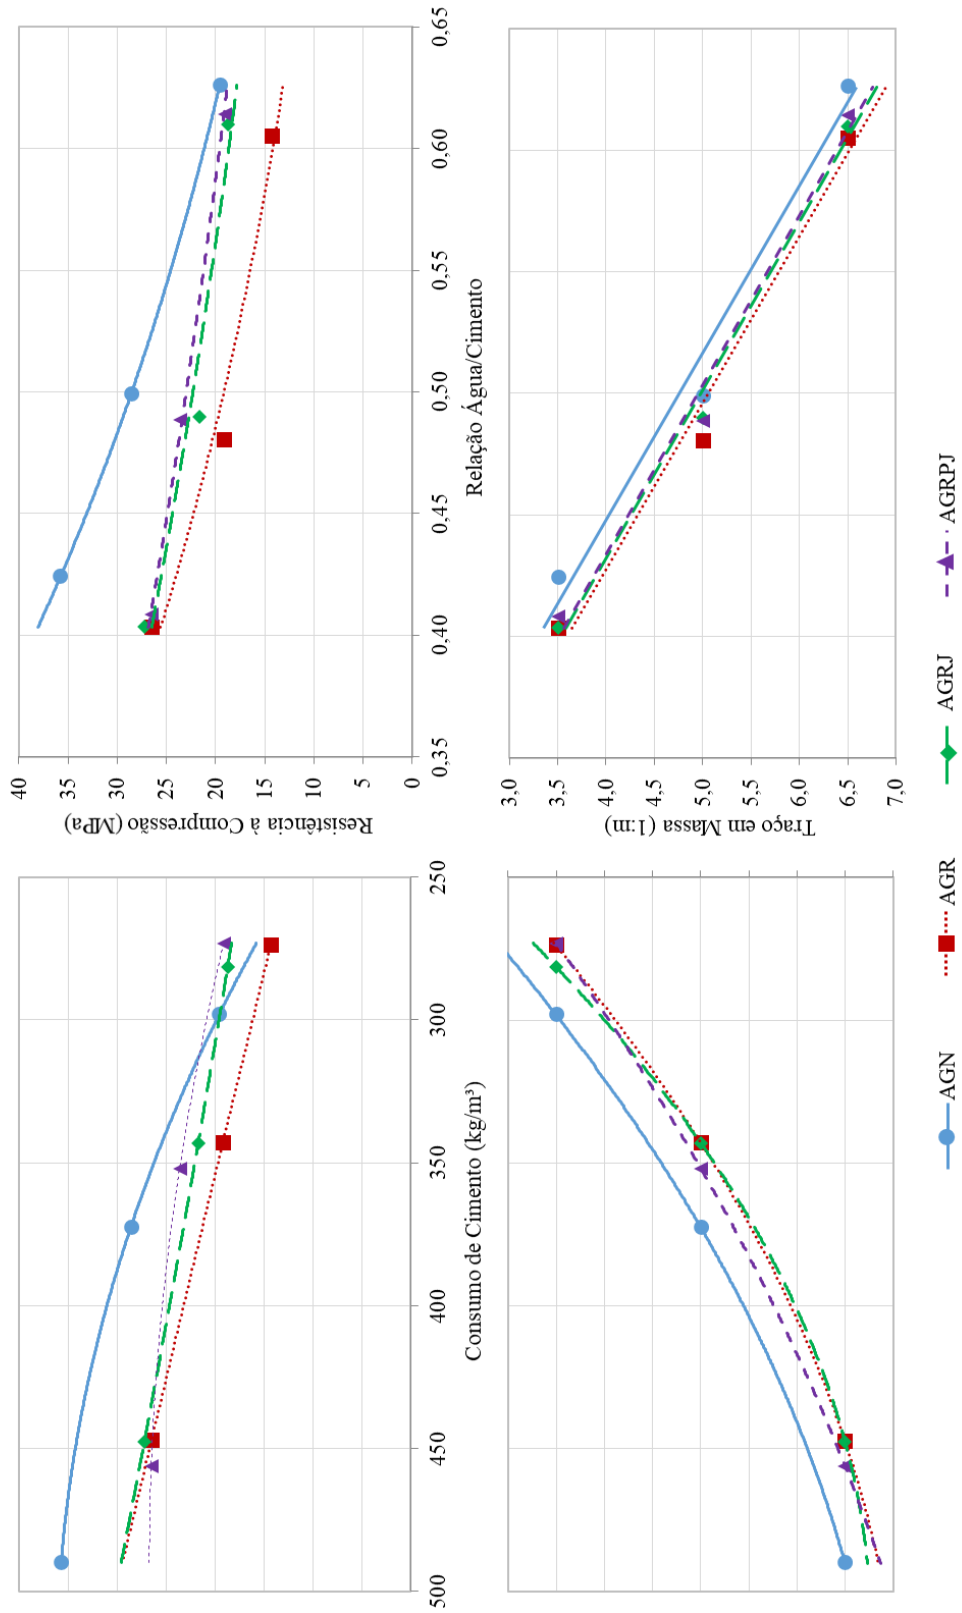 Resistência à Compressão (MPa)
40
35
30
25
20
15
10
5
0
500 450 400 350 300 250
0,35 0,40 0,45 0,50 0,55 0,60 0,65
Consumo de Cimento (kg/m³)
Relação Água/Cimento
Traço em Massa (1:m)
3,0
3,5
4,0
4,5
5,0
5,5
6,0
6,5
7,0
AGN AGR AGRJ AGRPJ